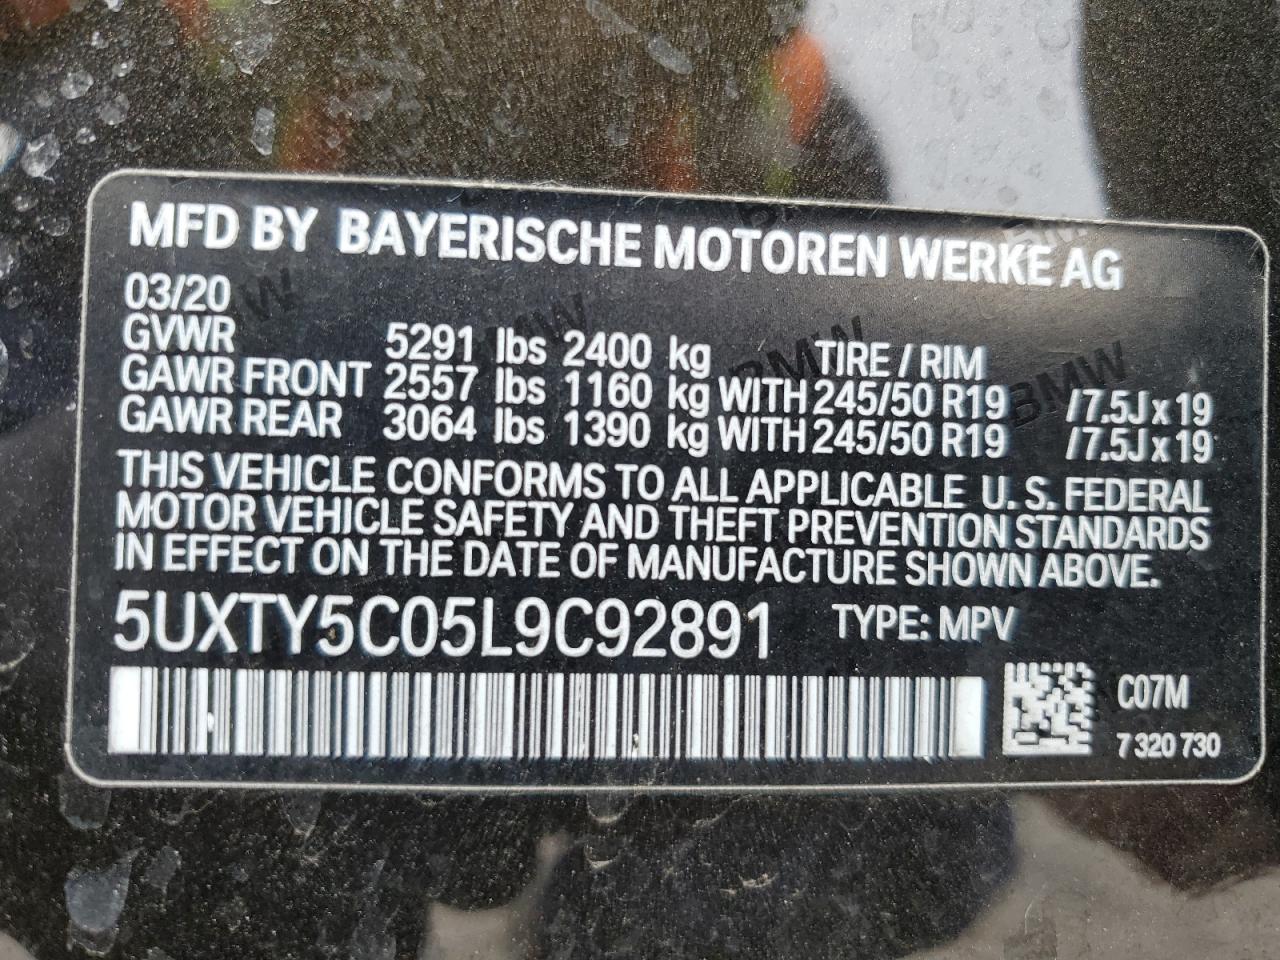 MFD BY BAYERISCHE MOTOREN WERKE AG
03/20
GVWR 5291 lbs 2400 kg TIRE / RIM
GAWR FRONT 2557 lbs 1160 kg WITH 245/50 R19 /7.5J x 19
GAWR REAR 3064 lbs 1390 kg WITH 245/50 R19 /7.5J x 19
THIS VEHICLE CONFORMS TO ALL APPLICABLE U. S. FEDERAL
MOTOR VEHICLE SAFETY AND THEFT PREVENTION STANDARDS
IN EFFECT ON THE DATE OF MANUFACTURE SHOWN ABOVE.
5UXTY5C05L9C92891 TYPE: MPV
C07M
7 320 730